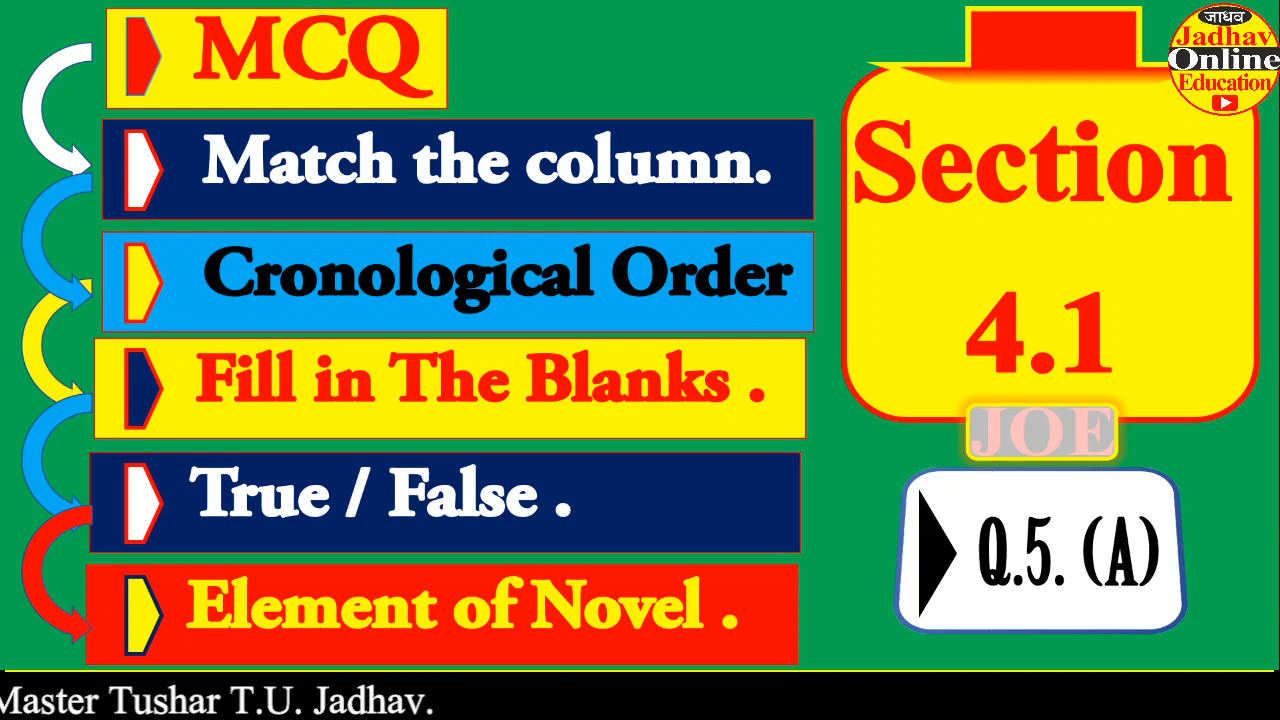 MCQ
Match the column.
Cronological Order
Fill in The Blanks .
True / False .
Element of Novel .
Section
4.1
JOE
Q.5. (A)
जाधव
Jadhav
Online
Education
Master Tushar T.U. Jadhav.